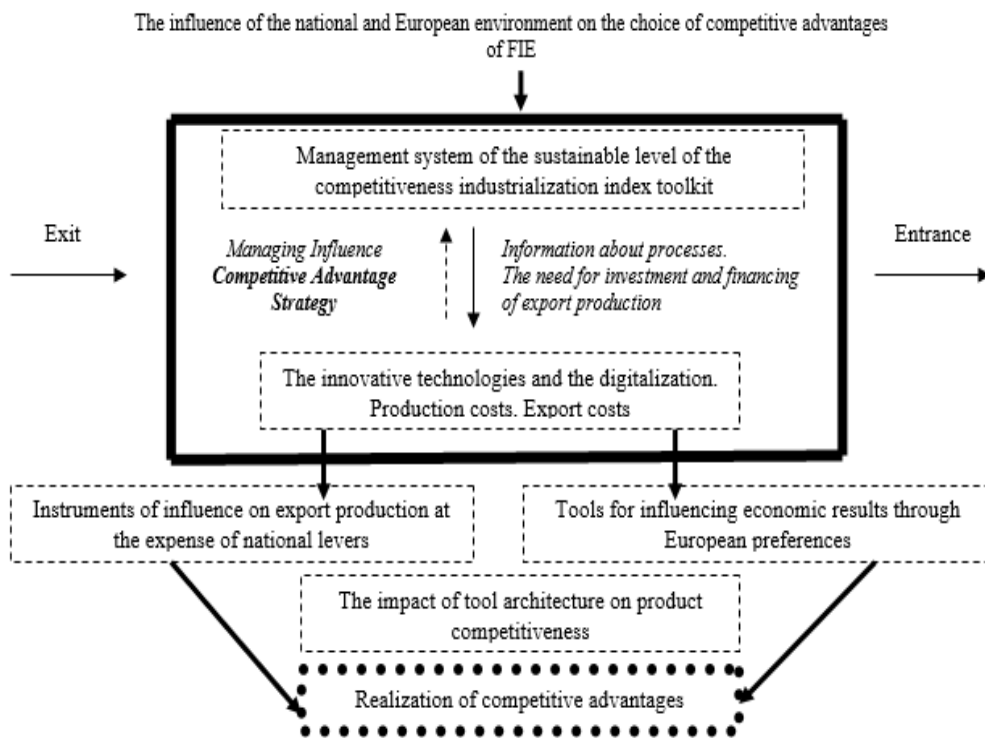 The influence of the national and European environment on the choice of competitive advantages
of FIE
Management system of the sustainable level of the
competitiveness industrialization index toolkit
Exit
Managing Influence
Competitive Advantage
Strategy
Information about processes.
The need for investment and financing
of export production
Entrance
The innovative technologies and the digitalization.
Production costs. Export costs
Instruments of influence on export production at
the expense of national levers
Tools for influencing economic results through
European preferences
The impact of tool architecture on product
competitiveness
Realization of competitive advantages